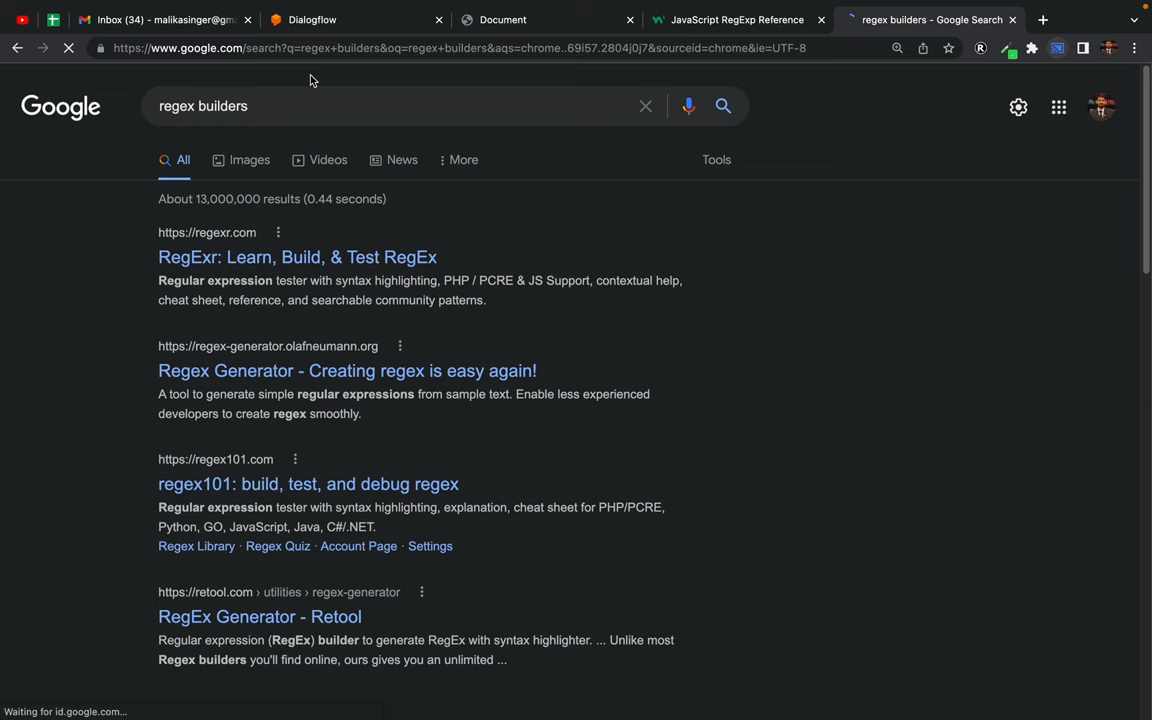 Inbox (34) - malikasinger@gm
Dialogflow
Document
JavaScript RegExp Reference
regex builders - Google Search
https://www.google.com/search?q=regex+builders&oq=regex+builders&aqs=chrome..69i57.2804j0j7&sourceid=chrome&ie=UTF-8
Google
regex builders
All
Images
Videos
News
More
Tools
About 13,000,000 results (0.44 seconds)
https://regexr.com
RegExr: Learn, Build, & Test RegEx
Regular expression tester with syntax highlighting, PHP / PCRE & JS Support, contextual help,
cheat sheet, reference, and searchable community patterns.
https://regex-generator.olafneumann.org
Regex Generator - Creating regex is easy again!
A tool to generate simple regular expressions from sample text. Enable less experienced
developers to create regex smoothly.
https://regex101.com
regex101: build, test, and debug regex
Regular expression tester with syntax highlighting, explanation, cheat sheet for PHP/PCRE,
Python, GO, JavaScript, Java, C#/.NET.
Regex Library · Regex Quiz · Account Page · Settings
https://retool.com › utilities › regex-generator
RegEx Generator - Retool
Regular expression (RegEx) builder to generate RegEx with syntax highlighter. ... Unlike most
Regex builders you'll find online, ours gives you an unlimited ...
Waiting for id.google.com...